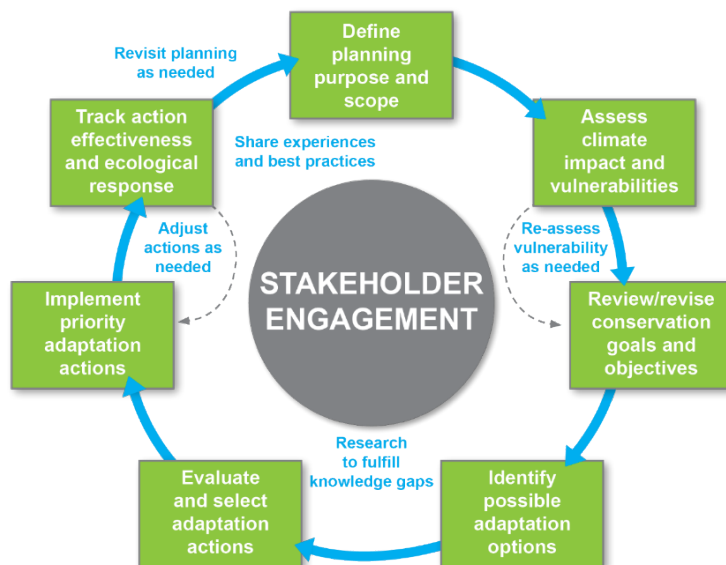 Define
planning
purpose and
scope
Assess
climate
impact and
vulnerabilities
Re-assess
vulnerability
as needed
Review/revise
conservation
goals and
objectives
Identify
possible
adaptation
options
Research
to fulfill
knowledge gaps
Evaluate
and select
adaptation
actions
Implement
priority
adaptation
actions
Adjust
actions as
needed
Track action
effectiveness
and ecological
response
Revisit planning
as needed
Share experiences
and best practices
STAKEHOLDER
ENGAGEMENT